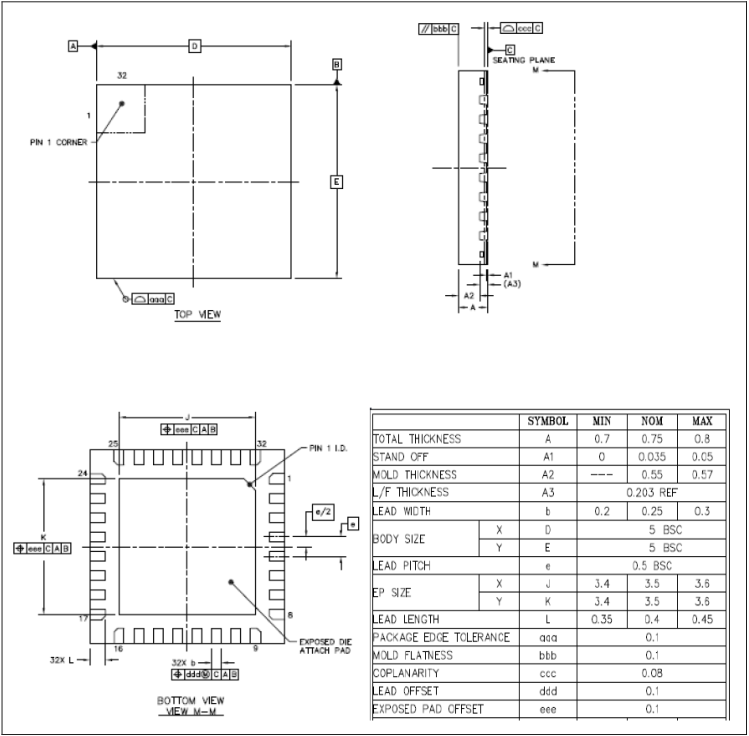 A
D
32
B
1
PIN 1 CORNER
E
aaa C
TOP VIEW
// bbb C
ccc C
C
SEATING PLANE
M
M
A1
(A3)
A2
A
J
eee C A B
25
32
PIN 1 I.D.
24
1
e/2
e
K
eee C A B
17
8
EXPOSED DIE
ATTACH PAD
16
9
32X L
32X b
ddd Ⓜ C A B
BOTTOM VIEW
VIEW M–M
SYMBOL MIN NOM MAX
TOTAL THICKNESS A 0.7 0.75 0.8
STAND OFF A1 0 0.035 0.05
MOLD THICKNESS A2 --- 0.55 0.57
L/F THICKNESS A3 0.203 REF
LEAD WIDTH b 0.2 0.25 0.3
BODY SIZE X D 5 BSC
Y E 5 BSC
LEAD PITCH e 0.5 BSC
EP SIZE X J 3.4 3.5 3.6
Y K 3.4 3.5 3.6
LEAD LENGTH L 0.35 0.4 0.45
PACKAGE EDGE TOLERANCE aaa 0.1
MOLD FLATNESS bbb 0.1
COPLANARITY ccc 0.08
LEAD OFFSET ddd 0.1
EXPOSED PAD OFFSET eee 0.1